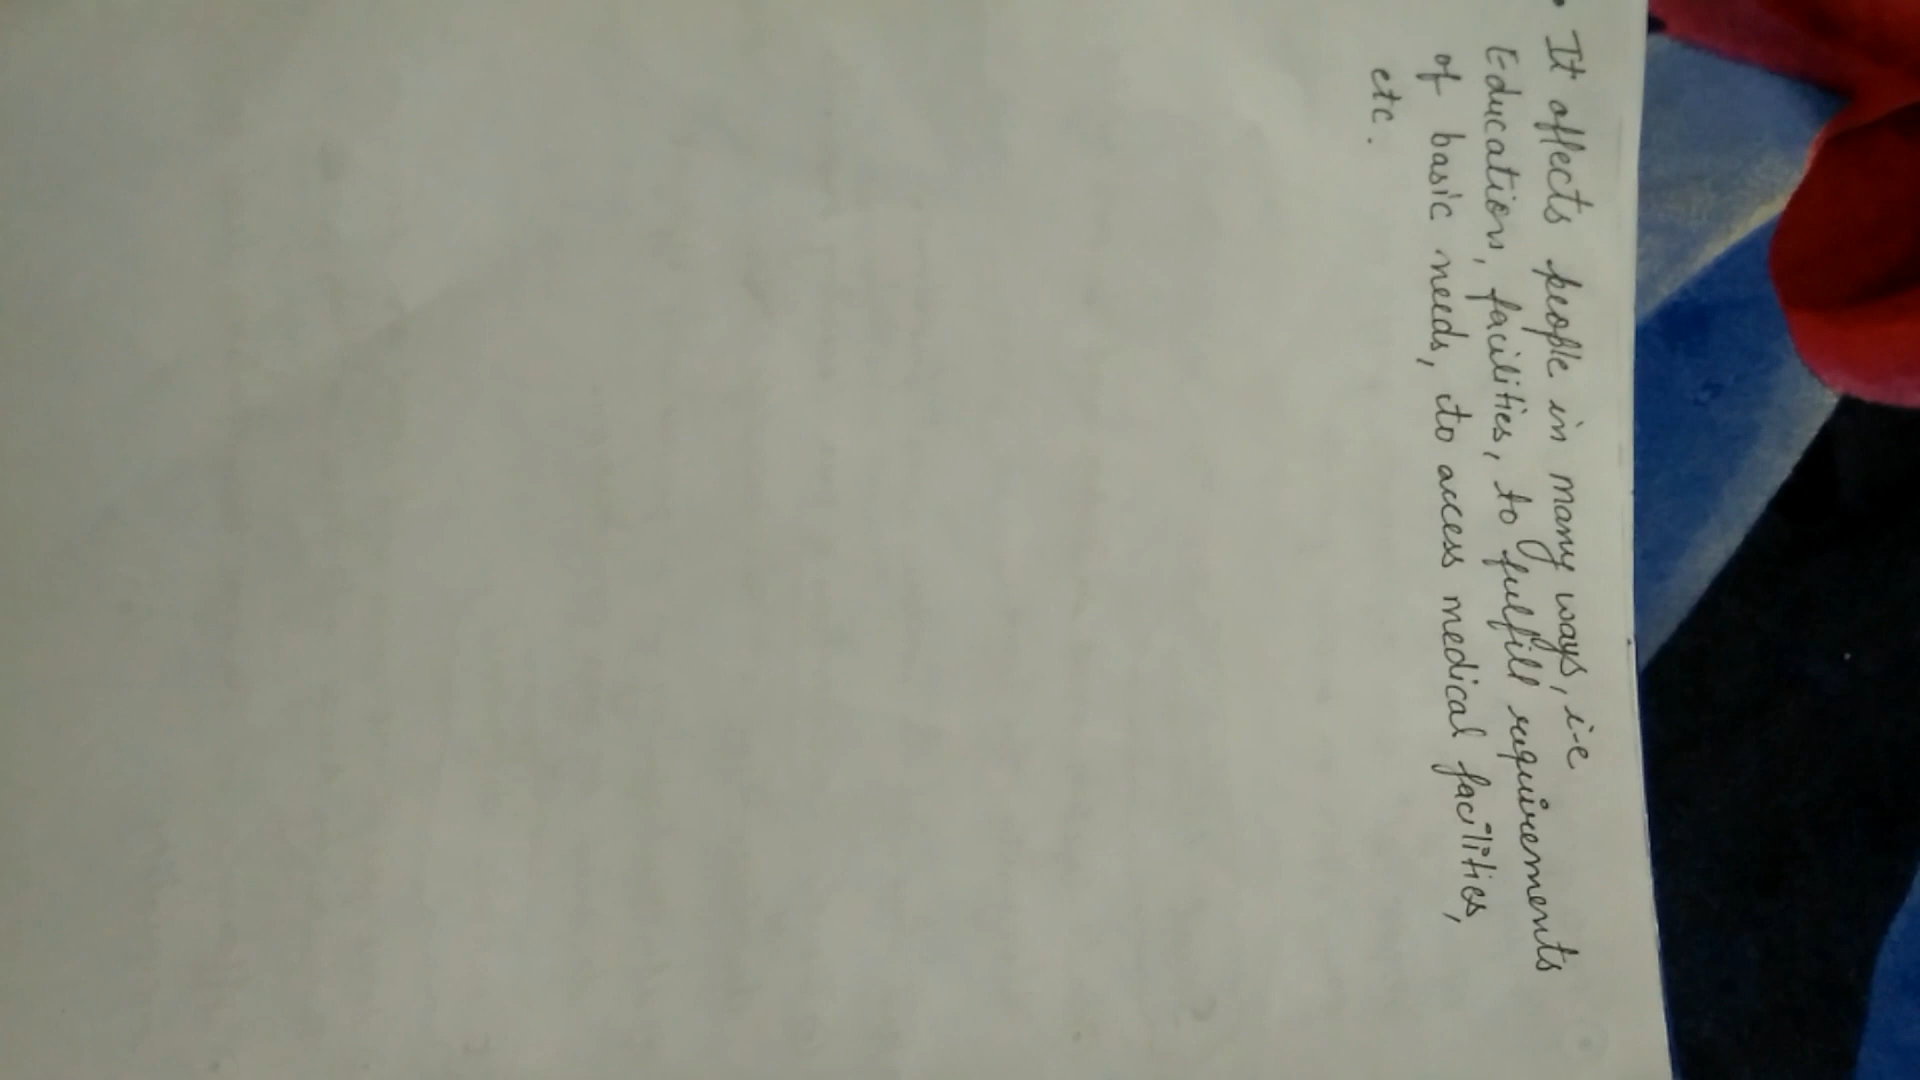 • It affects people in many ways, i-e
Education, facilities, to fulfill requirements
of basic needs, to access medical facilities,
etc.